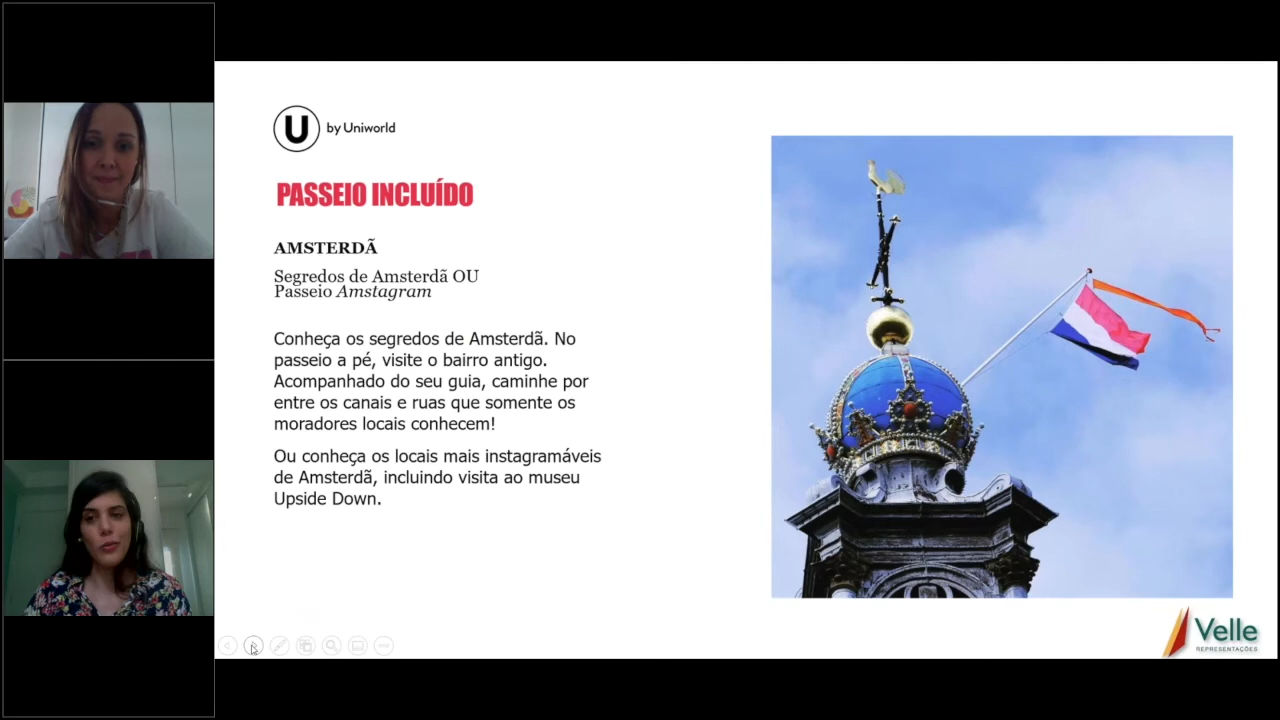 U by Uniworld
PASSEIO INCLUÍDO
AMSTERDÃ
Segredos de Amsterdã OU
Passeio Amstagram
Conheça os segredos de Amsterdã. No
passeio a pé, visite o bairro antigo.
Acompanhado do seu guia, caminhe por
entre os canais e ruas que somente os
moradores locais conhecem!
Ou conheça os locais mais instagramáveis
de Amsterdã, incluindo visita ao museu
Upside Down.
Velle
REPRESENTAÇÕES